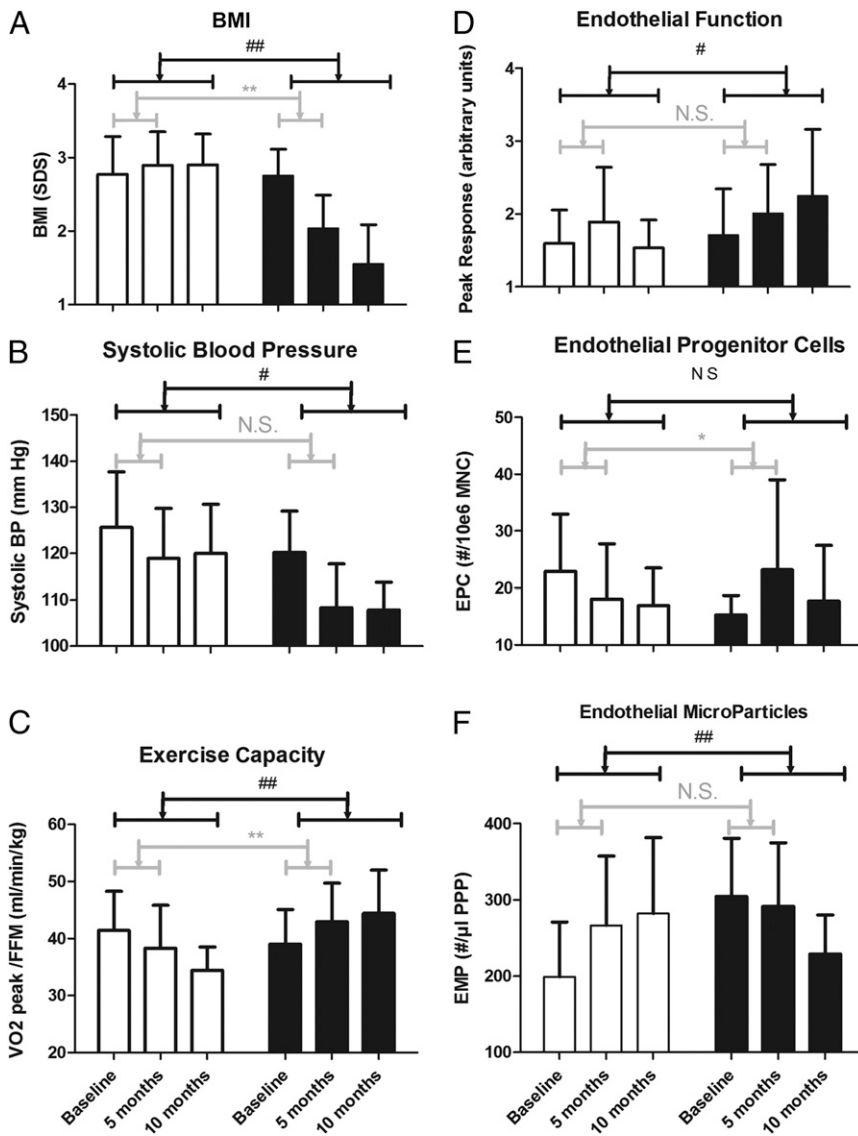 A
BMI
##
**
BMI (SDS)
4
3
2
1
B
Systolic Blood Pressure
#
N.S.
Systolic BP (mm Hg)
150
140
130
120
110
100
C
Exercise Capacity
##
**
VO2 peak /FFM (ml/min/kg)
60
50
40
30
20
Baseline
5 months
10 months
Baseline
5 months
10 months
D
Endothelial Function
#
N.S.
Peak Response (arbitrary units)
4
3
2
1
E
Endothelial Progenitor Cells
N S
*
EPC (#/10e6 MNC)
50
40
30
20
10
F
Endothelial MicroParticles
##
N.S.
EMP (#/µl PPP)
400
300
200
100
Baseline
5 months
10 months
Baseline
5 months
10 months